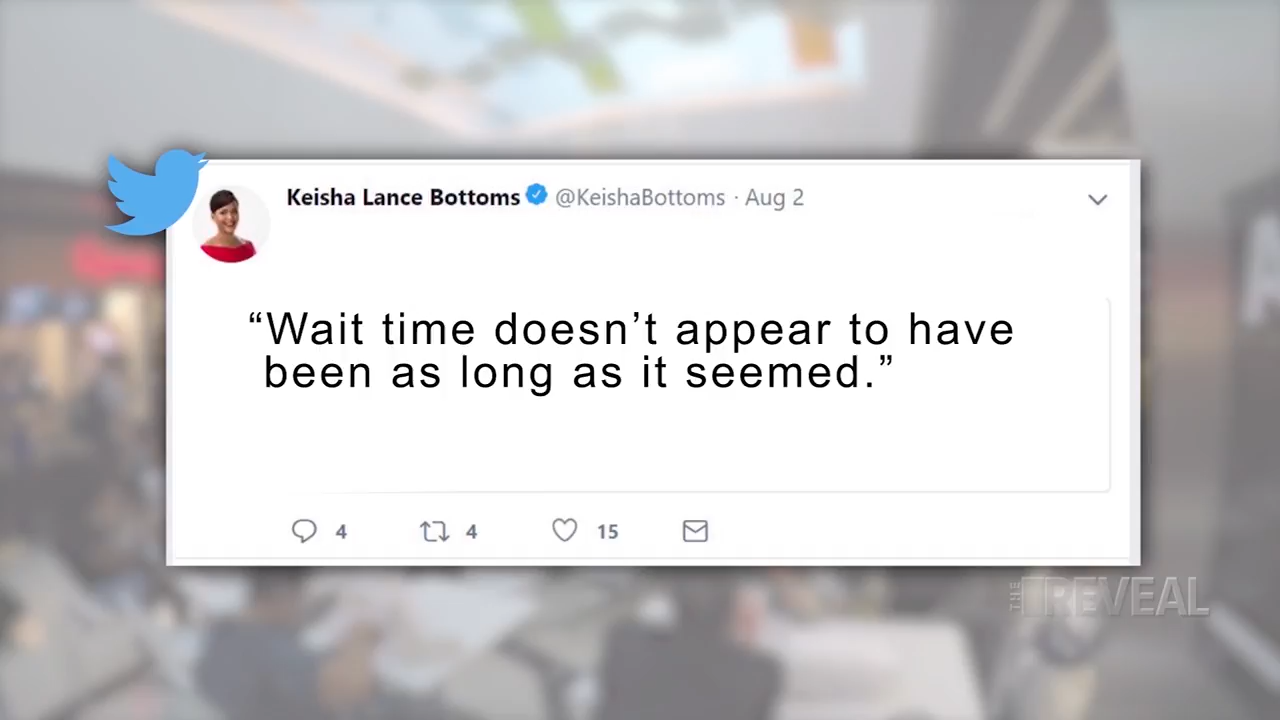 Keisha Lance Bottoms @KeishaBottoms · Aug 2
“Wait time doesn’t appear to have
been as long as it seemed.”
4 4 15
THE REVEAL